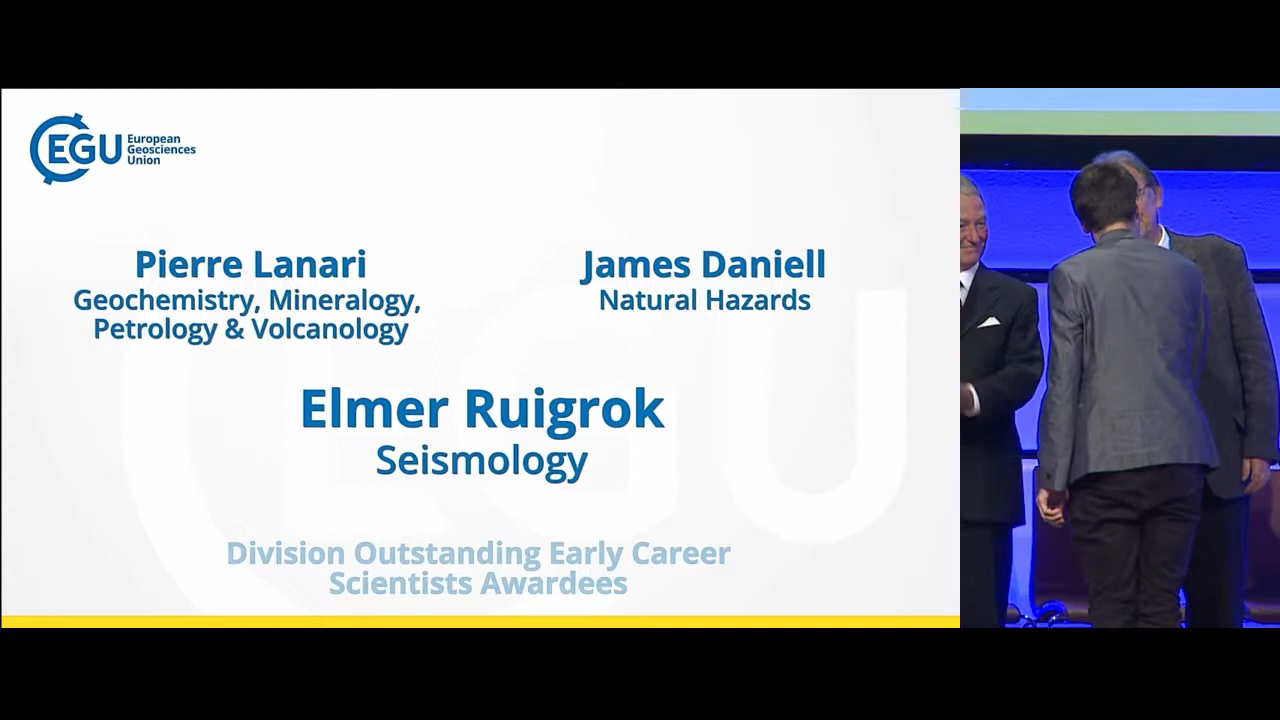 EGU
European
Geosciences
Union
Pierre Lanari
Geochemistry, Mineralogy,
Petrology & Volcanology
James Daniell
Natural Hazards
Elmer Ruigrok
Seismology
Division Outstanding Early Career
Scientists Awardees